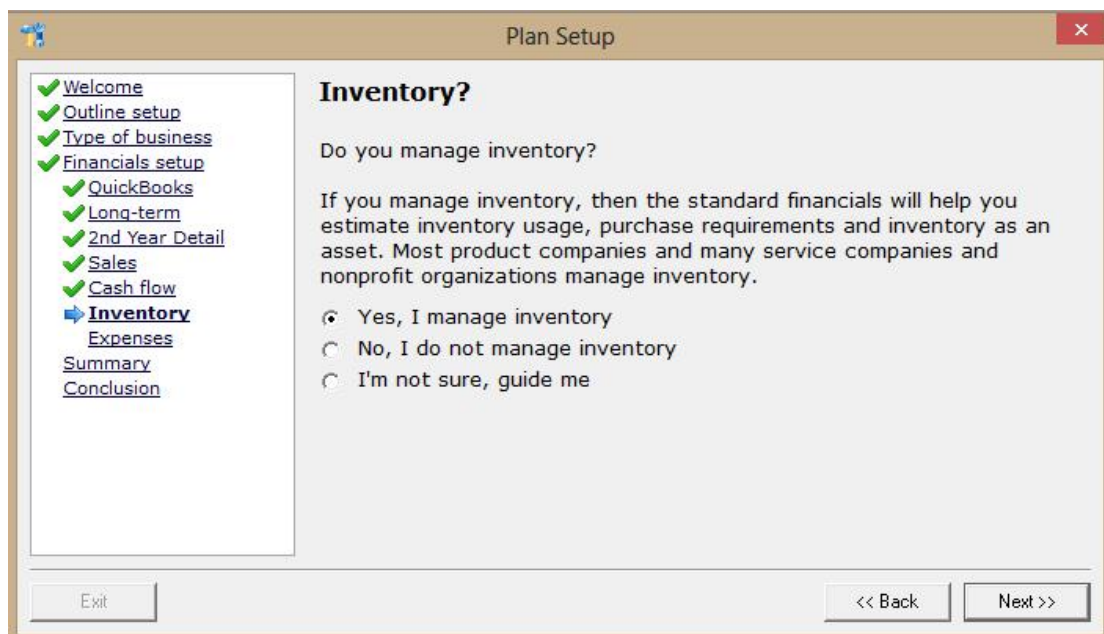 Plan Setup
Welcome
Outline setup
Type of business
Financials setup
QuickBooks
Long-term
2nd Year Detail
Sales
Cash flow
Inventory
Expenses
Summary
Conclusion
Inventory?
Do you manage inventory?
If you manage inventory, then the standard financials will help you
estimate inventory usage, purchase requirements and inventory as an
asset. Most product companies and many service companies and
nonprofit organizations manage inventory.
Yes, I manage inventory
No, I do not manage inventory
I'm not sure, guide me
Exit
<< Back
Next >>